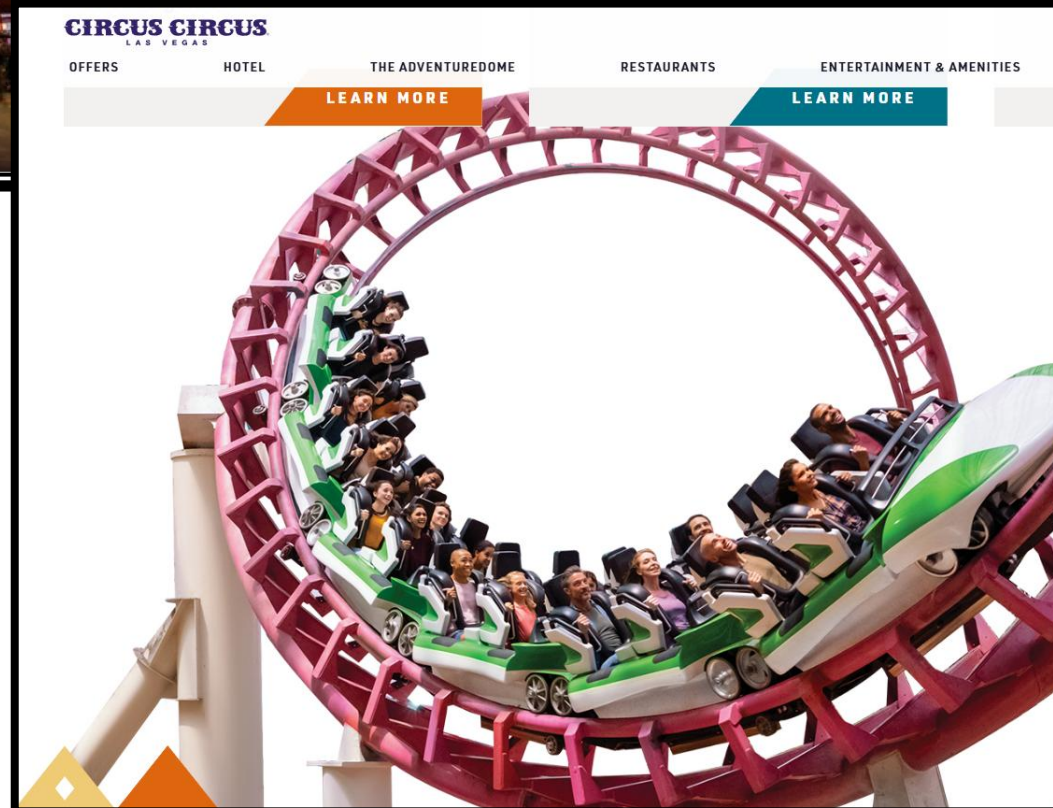 CIRCUS CIRCUS
LAS VEGAS
OFFERS HOTEL THE ADVENTUREDOME RESTAURANTS ENTERTAINMENT & AMENITIES
LEARN MORE LEARN MORE